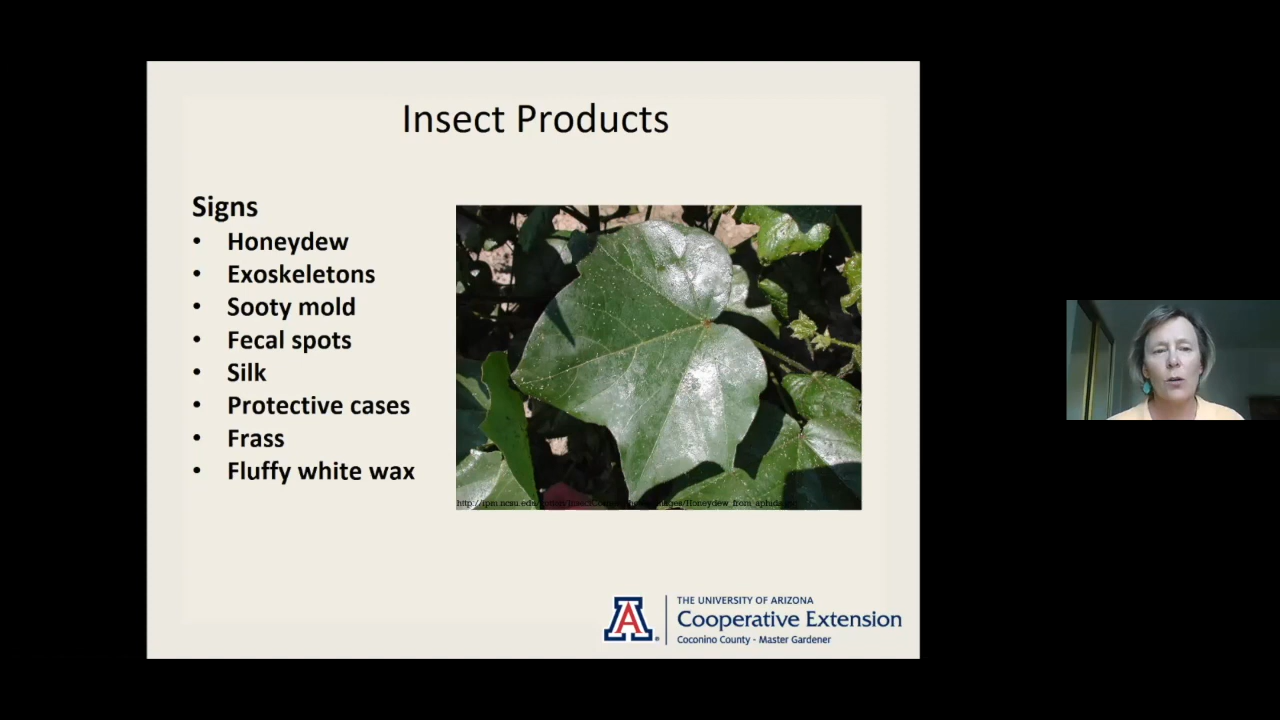 Insect Products
Signs
• Honeydew
• Exoskeletons
• Sooty mold
• Fecal spots
• Silk
• Protective cases
• Frass
• Fluffy white wax
THE UNIVERSITY OF ARIZONA
Cooperative Extension
Coconino County - Master Gardener